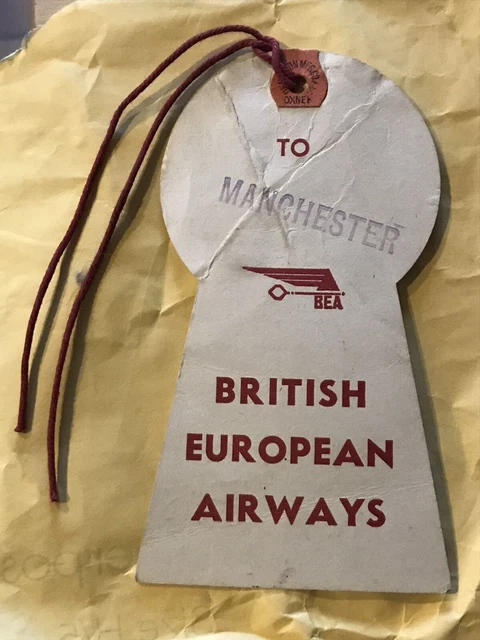 TO
MANCHESTER
BEA
BRITISH
EUROPEAN
AIRWAYS